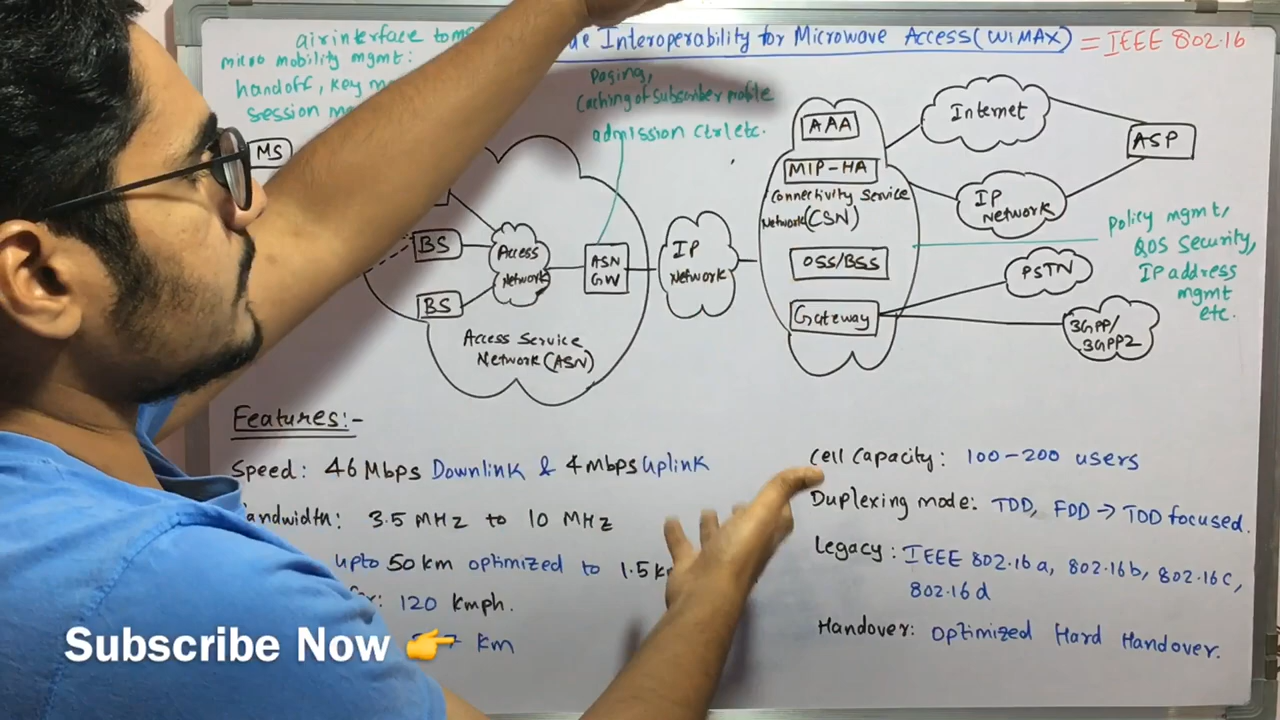 Interoperability for Microwave Access (WIMAX) = IEEE 802.16
air interface to
micro mobility mgmt:
handoff, key
session
Paging,
Caching of subscriber profile
admission ctrl etc.
MS
BS
BS
Access
Network
ASN
GW
Access Service
Network (ASN)
IP
Network
AAA
MIP-HA
Connectivity Service
Network (CSN)
OSS/BSS
Gateway
Internet
IP
Network
ASP
PSTN
3GPP/
3GPP2
Policy mgmt,
QOS Security,
IP address
mgmt
etc.
Features:-
Speed: 46 Mbps Downlink & 4 mbps Uplink
3.5 MHz to 10 MHz
upto 50 km optimized to 1.5
120 Kmph.
km
Cell Capacity: 100-200 users
Duplexing mode: TDD, FDD → TDD focused.
Legacy: IEEE 802.16a, 802.16b, 802.16c,
802.16d
Handover: Optimized Hard Handover.
Subscribe Now 👉